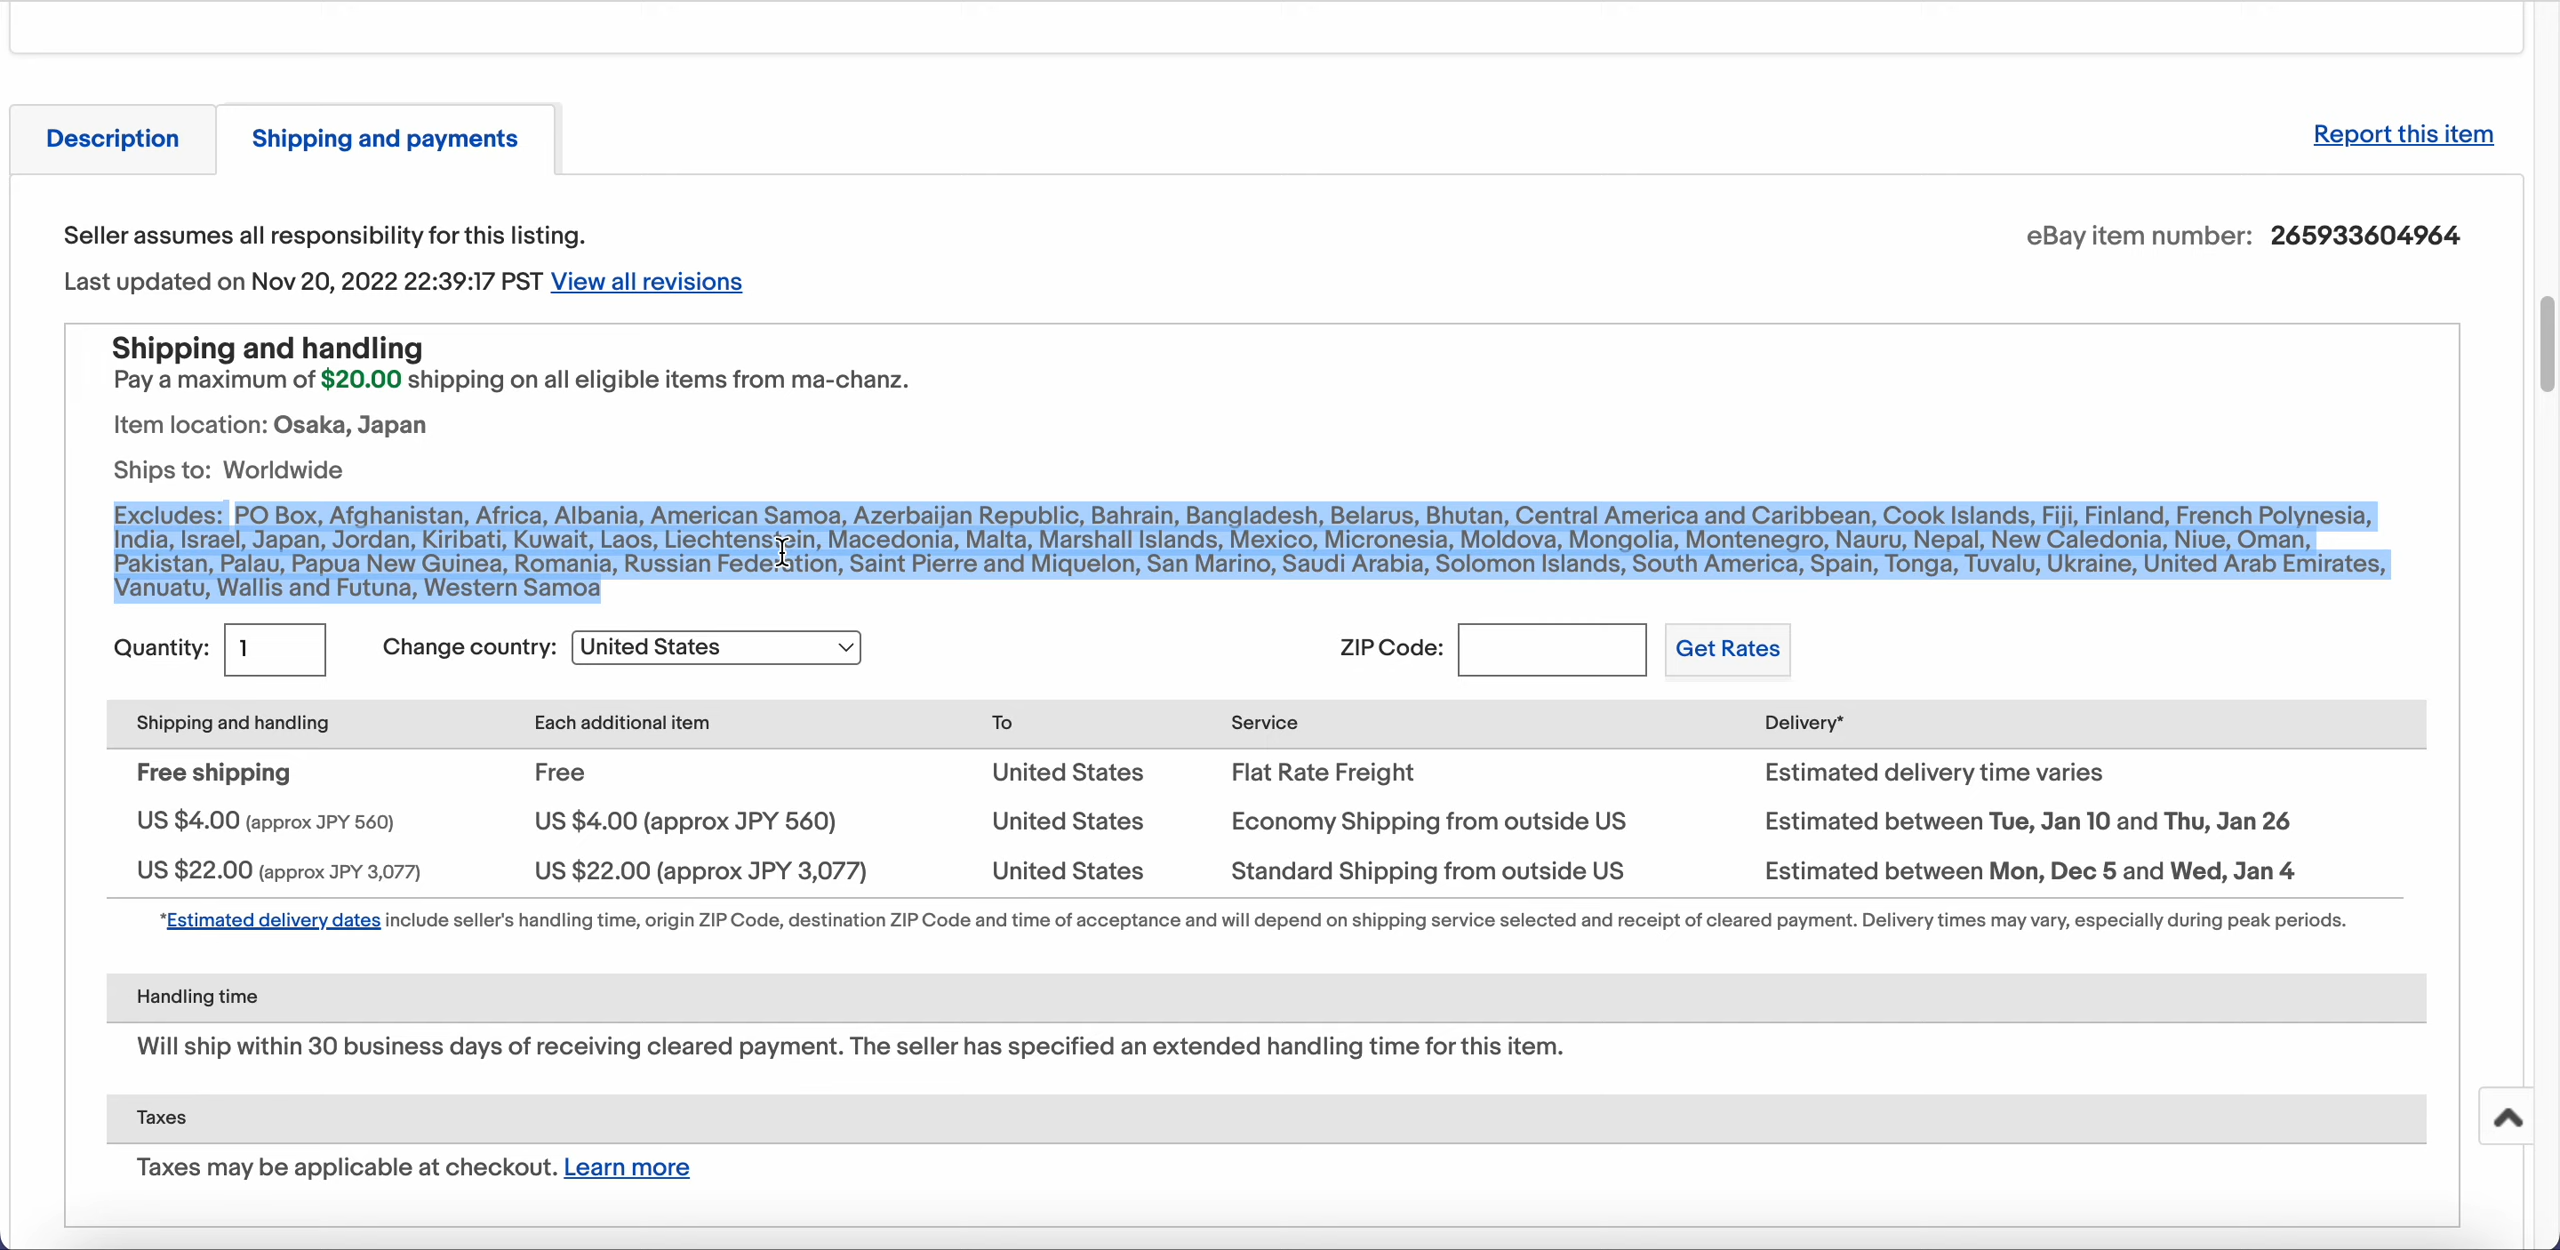 Description
Shipping and payments
Report this item
Seller assumes all responsibility for this listing.
eBay item number: 265933604964
Last updated on Nov 20, 2022 22:39:17 PST View all revisions
Shipping and handling
Pay a maximum of $20.00 shipping on all eligible items from ma-chanz.
Item location: Osaka, Japan
Ships to: Worldwide
Excludes: PO Box, Afghanistan, Africa, Albania, American Samoa, Azerbaijan Republic, Bahrain, Bangladesh, Belarus, Bhutan, Central America and Caribbean, Cook Islands, Fiji, Finland, French Polynesia,
India, Israel, Japan, Jordan, Kiribati, Kuwait, Laos, Liechtenstein, Macedonia, Malta, Marshall Islands, Mexico, Micronesia, Moldova, Mongolia, Montenegro, Nauru, Nepal, New Caledonia, Niue, Oman,
Pakistan, Palau, Papua New Guinea, Romania, Russian Federation, Saint Pierre and Miquelon, San Marino, Saudi Arabia, Solomon Islands, South America, Spain, Tonga, Tuvalu, Ukraine, United Arab Emirates,
Vanuatu, Wallis and Futuna, Western Samoa
Quantity: 1 Change country: United States ZIP Code: Get Rates
Shipping and handling Each additional item To Service Delivery*
Free shipping Free United States Flat Rate Freight Estimated delivery time varies
US $4.00 (approx JPY 560) US $4.00 (approx JPY 560) United States Economy Shipping from outside US Estimated between Tue, Jan 10 and Thu, Jan 26
US $22.00 (approx JPY 3,077) US $22.00 (approx JPY 3,077) United States Standard Shipping from outside US Estimated between Mon, Dec 5 and Wed, Jan 4
*Estimated delivery dates include seller's handling time, origin ZIP Code, destination ZIP Code and time of acceptance and will depend on shipping service selected and receipt of cleared payment. Delivery times may vary, especially during peak periods.
Handling time
Will ship within 30 business days of receiving cleared payment. The seller has specified an extended handling time for this item.
Taxes
Taxes may be applicable at checkout. Learn more